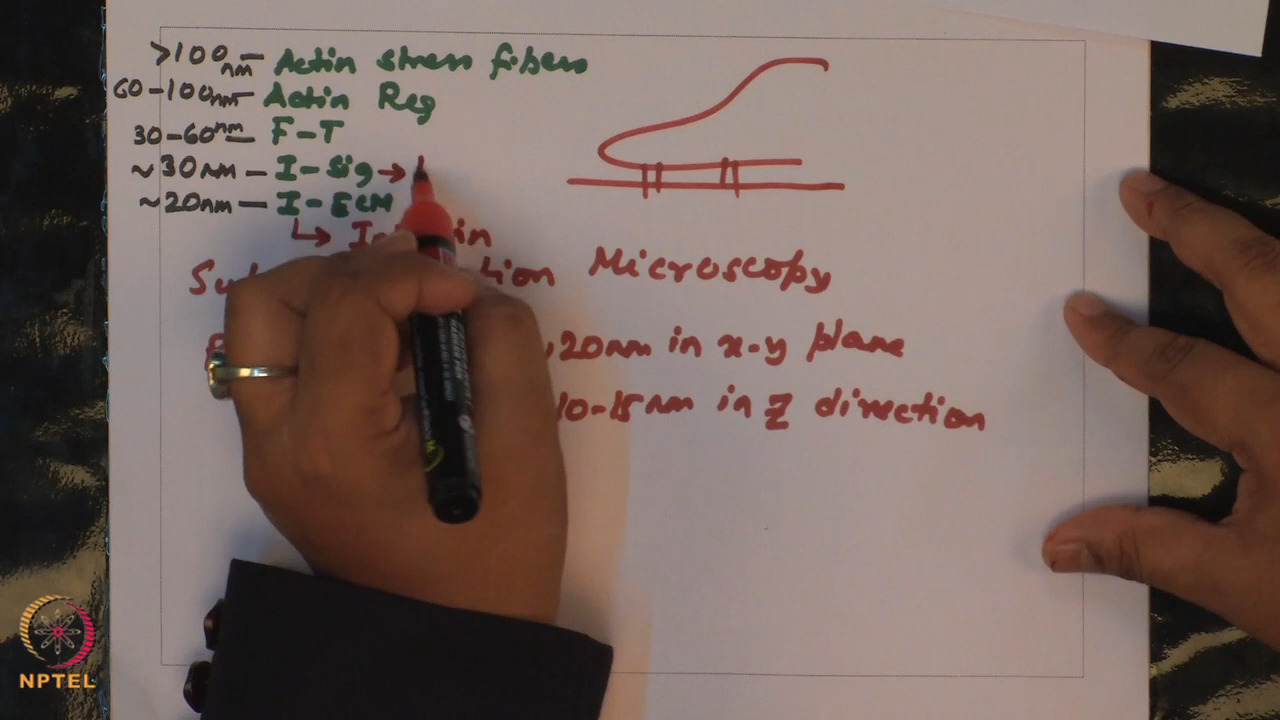 >100nm — Actin stress fibers
60-100nm — Actin Reg
30-60nm — F-T
~30nm — I-Sig →
~20nm — I-ECM
↳
Microscopy
20nm in x-y plane
10-15nm in Z direction
NPTEL